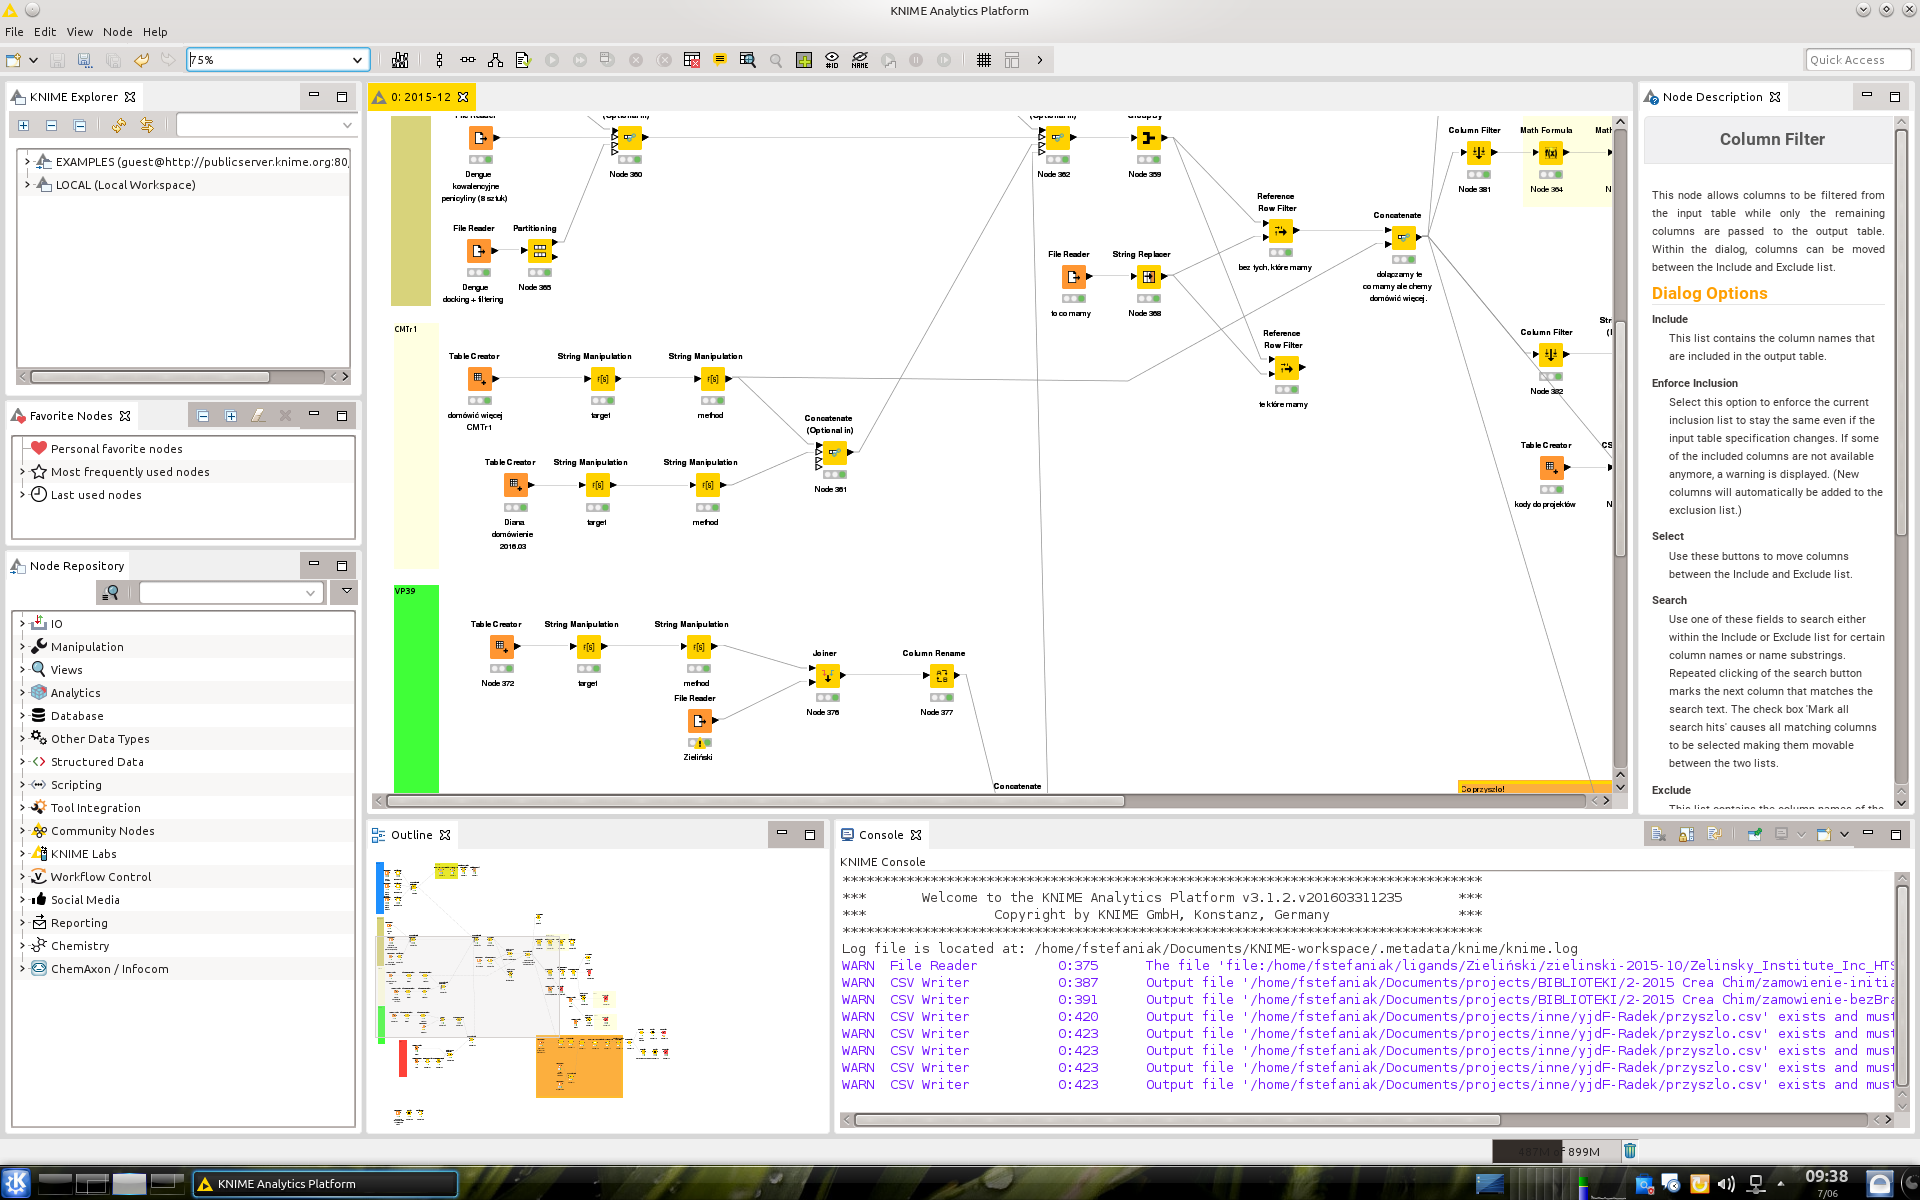 KNIME Analytics Platform
File Edit View Node Help
75%
#ID
NAME
Quick Access
KNIME Explorer
EXAMPLES (guest@http://publicserver.knime.org:80
LOCAL (Local Workspace)
Favorite Nodes
Personal favorite nodes
Most frequently used nodes
Last used nodes
Node Repository
IO
Manipulation
Views
Analytics
Database
Other Data Types
Structured Data
Scripting
Tool Integration
Community Nodes
KNIME Labs
Workflow Control
Social Media
Reporting
Chemistry
ChemAxon / Infocom
0: 2015-12
File Reader
(Optional in)
Dengue
kowalencyjne
penicyliny (8 sztuk)
Node 360
(Optional in)
Node 362
GroupBy
Node 359
File Reader
Dengue
docking + filtering
Partitioning
Node 365
Reference
Row Filter
bez tych, które mamy
Concatenate
dołączamy te
co mamy ale chemy
domówić więcej.
Column Filter
Node 381
Math Formula
Node 364
Math
N
File Reader
to co mamy
String Replacer
Node 368
Reference
Row Filter
te które mamy
Column Filter
Node 382
Str
Table Creator
kody do projektów
CS
N
CMTr1
Table Creator
domówić więcej
CMTr1
String Manipulation
target
String Manipulation
method
Concatenate
(Optional in)
Node 361
Table Creator
Diana
domówienie
2016.03
String Manipulation
target
String Manipulation
method
VP39
Table Creator
Node 372
String Manipulation
target
String Manipulation
method
File Reader
Zieliński
Joiner
Node 376
Column Rename
Node 377
Concatenate
Co przyszło!
Node Description
Column Filter
This node allows columns to be filtered from
the input table while only the remaining
columns are passed to the output table.
Within the dialog, columns can be moved
between the Include and Exclude list.
Dialog Options
Include
This list contains the column names that
are included in the output table.
Enforce Inclusion
Select this option to enforce the current
inclusion list to stay the same even if the
input table specification changes. If some
of the included columns are not available
anymore, a warning is displayed. (New
columns will automatically be added to the
exclusion list.)
Select
Use these buttons to move columns
between the Include and Exclude list.
Search
Use one of these fields to search either
within the Include or Exclude list for certain
column names or name substrings.
Repeated clicking of the search button
marks the next column that matches the
search text. The check box 'Mark all
search hits' causes all matching columns
to be selected making them movable
between the two lists.
Exclude
This list contains the column names of the
Outline
Console
KNIME Console
********************************************************************************
*** Welcome to the KNIME Analytics Platform v3.1.2.v201603311235 ***
*** Copyright by KNIME GmbH, Konstanz, Germany ***
********************************************************************************
Log file is located at: /home/fstefaniak/Documents/KNIME-workspace/.metadata/knime/knime.log
WARN File Reader 0:375 The file 'file:/home/fstefaniak/ligands/Zieliński/zielinski-2015-10/Zelinsky_Institute_Inc_HTS
WARN CSV Writer 0:387 Output file '/home/fstefaniak/Documents/projects/BIBLIOTEKI/2-2015 Crea Chim/zamowienie-initia
WARN CSV Writer 0:391 Output file '/home/fstefaniak/Documents/projects/BIBLIOTEKI/2-2015 Crea Chim/zamowienie-bezBra
WARN CSV Writer 0:420 Output file '/home/fstefaniak/Documents/projects/inne/yjdF-Radek/przyszlo.csv' exists and must
WARN CSV Writer 0:423 Output file '/home/fstefaniak/Documents/projects/inne/yjdF-Radek/przyszlo.csv' exists and must
WARN CSV Writer 0:423 Output file '/home/fstefaniak/Documents/projects/inne/yjdF-Radek/przyszlo.csv' exists and must
WARN CSV Writer 0:423 Output file '/home/fstefaniak/Documents/projects/inne/yjdF-Radek/przyszlo.csv' exists and must
WARN CSV Writer 0:423 Output file '/home/fstefaniak/Documents/projects/inne/yjdF-Radek/przyszlo.csv' exists and must
487M of 899M
KNIME Analytics Platform
09:38
7/06